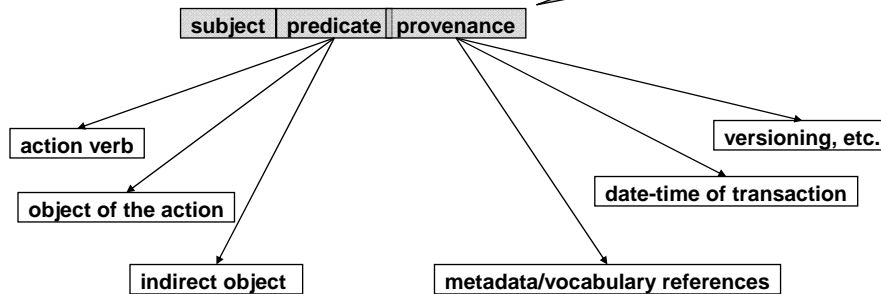 subject predicate provenance
action verb
versioning, etc.
object of the action
date-time of transaction
indirect object
metadata/vocabulary references